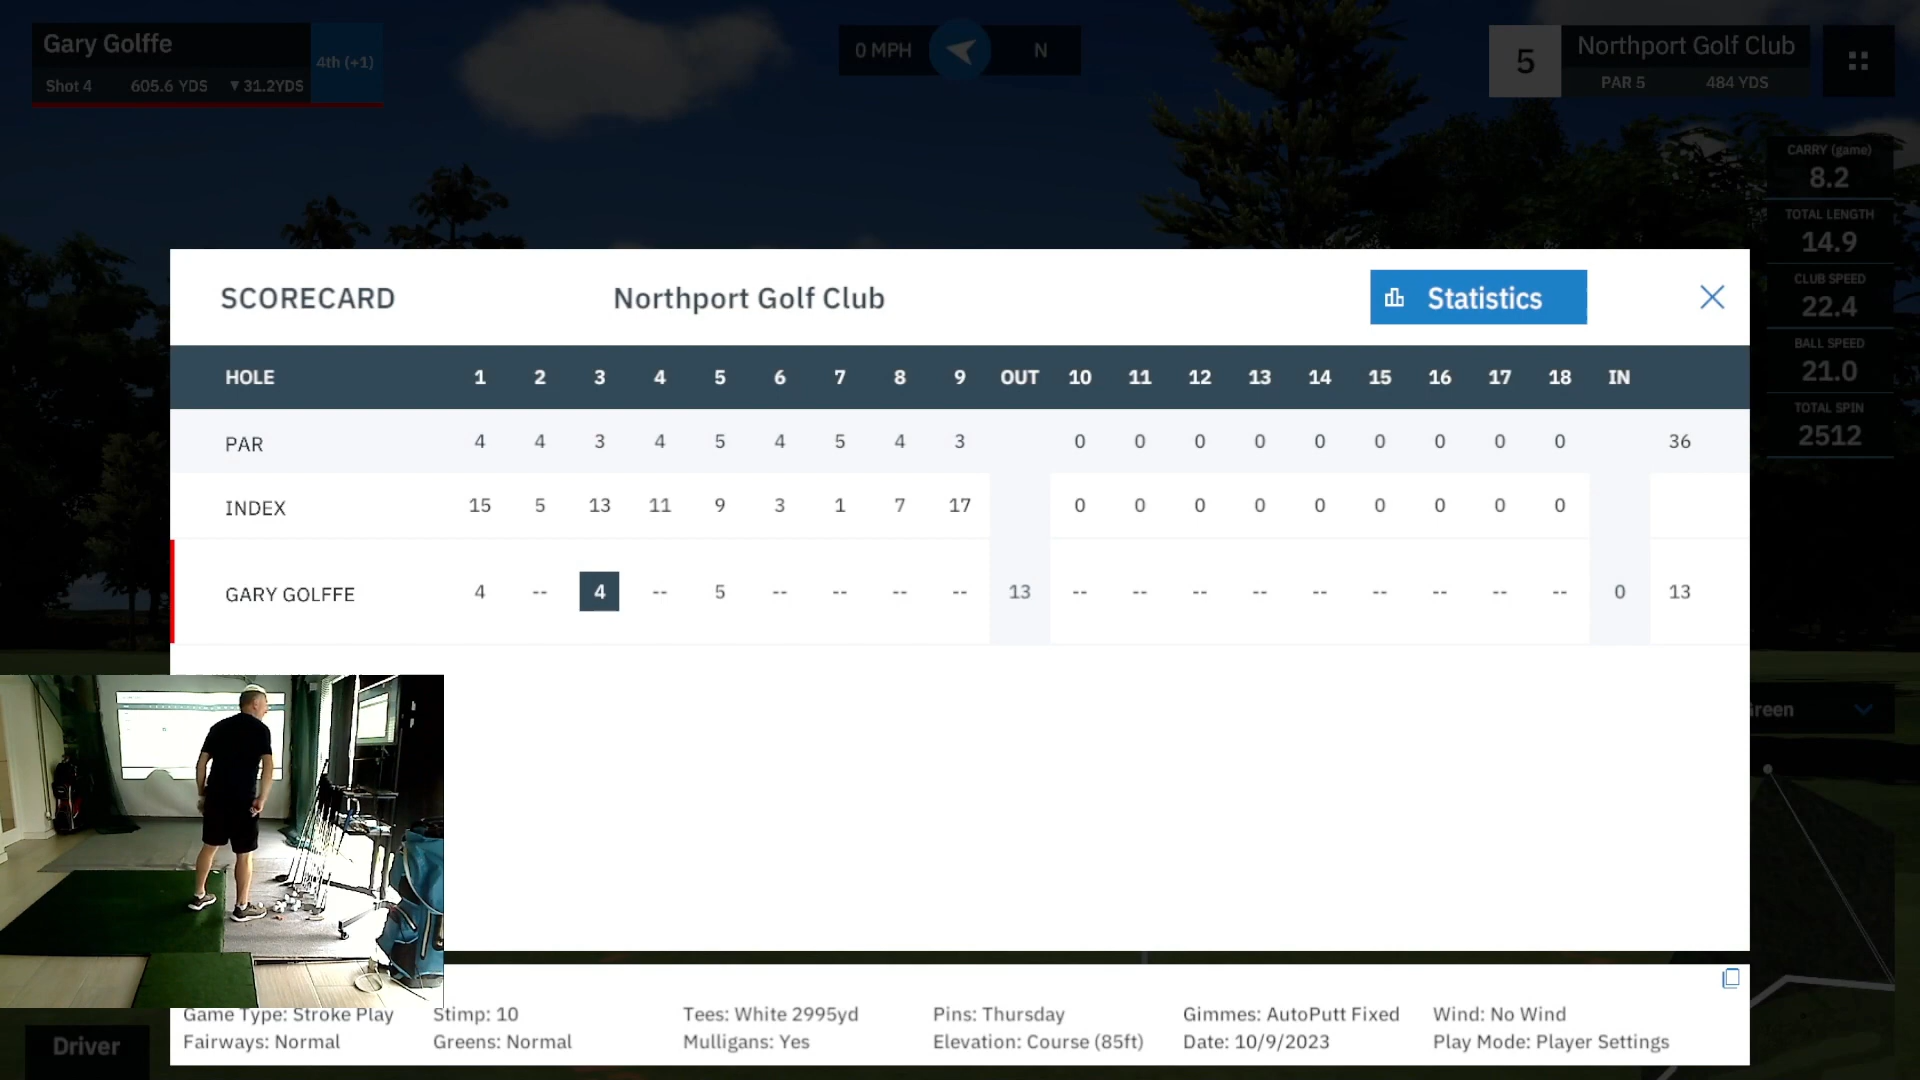 Gary Golffe
4th (+1)
Shot 4 605.6 YDS ▼31.2YDS
0 MPH N
5 Northport Golf Club
PAR 5 484 YDS
CARRY (game)
8.2
TOTAL LENGTH
14.9
CLUB SPEED
22.4
BALL SPEED
21.0
TOTAL SPIN
2512
SCORECARD Northport Golf Club Statistics
HOLE 1 2 3 4 5 6 7 8 9 OUT 10 11 12 13 14 15 16 17 18 IN
PAR 4 4 3 4 5 4 5 4 3 0 0 0 0 0 0 0 0 0 36
INDEX 15 5 13 11 9 3 1 7 17 0 0 0 0 0 0 0 0 0
GARY GOLFFE 4 -- 4 -- 5 -- -- -- -- 13 -- -- -- -- -- -- -- -- -- 0 13
Game Type: Stroke Play Stimp: 10 Tees: White 2995yd Pins: Thursday Gimmes: AutoPutt Fixed Wind: No Wind
Fairways: Normal Greens: Normal Mulligans: Yes Elevation: Course (85ft) Date: 10/9/2023 Play Mode: Player Settings
Driver